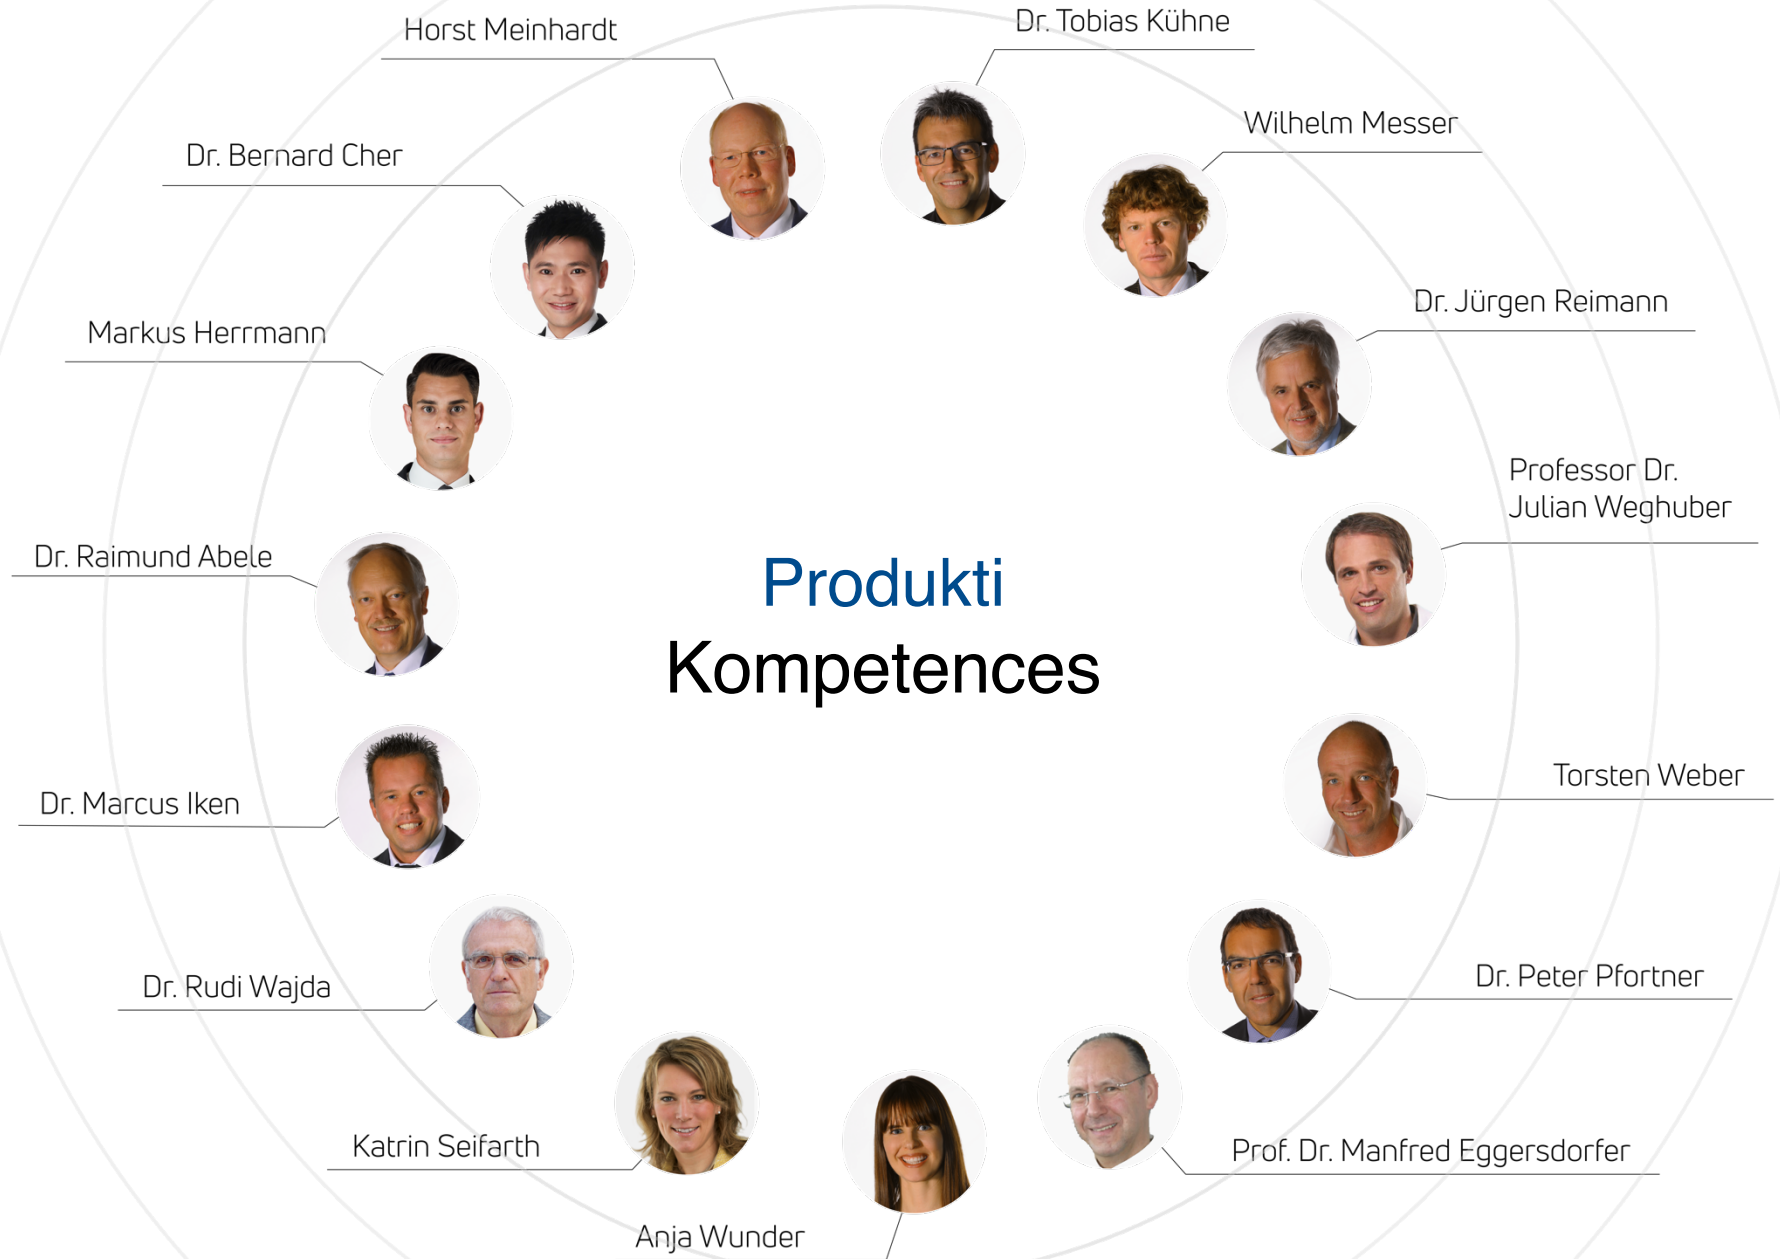 Horst Meinhardt
Dr. Tobias Kühne
Wilhelm Messer
Dr. Bernard Cher
Dr. Jürgen Reimann
Markus Herrmann
Professor Dr.
Julian Weghuber
Dr. Raimund Abele
Produkti
Kompetences
Torsten Weber
Dr. Marcus Iken
Dr. Peter Pfortner
Dr. Rudi Wajda
Katrin Seifarth
Prof. Dr. Manfred Eggersdorfer
Anja Wunder